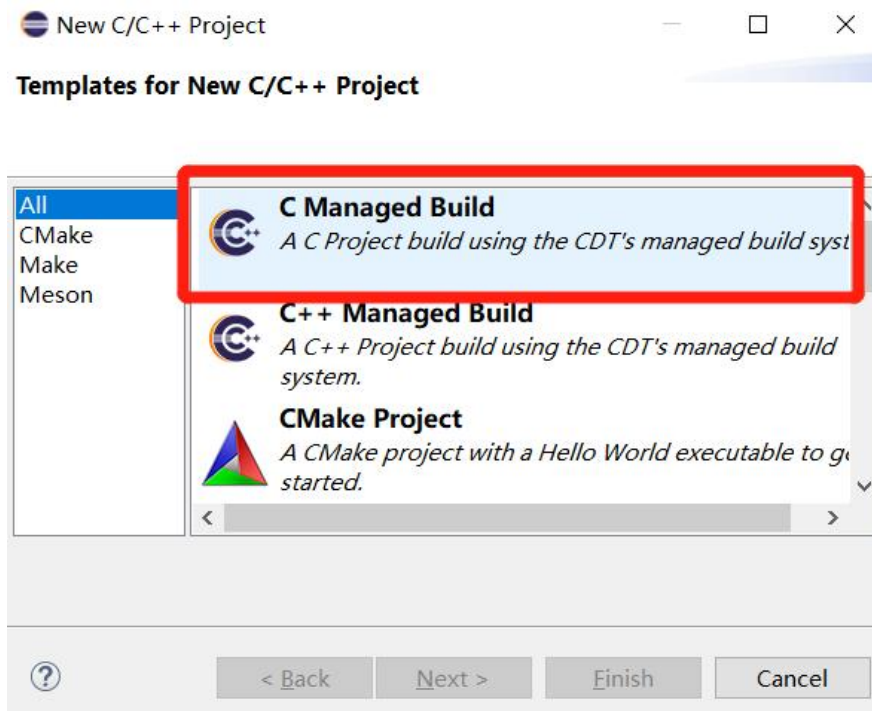 New C/C++ Project
Templates for New C/C++ Project
All
CMake
Make
Meson
C Managed Build
A C Project build using the CDT's managed build syst
C++ Managed Build
A C++ Project build using the CDT's managed build
system.
CMake Project
A CMake project with a Hello World executable to ge
started.
< Back
Next >
Finish
Cancel